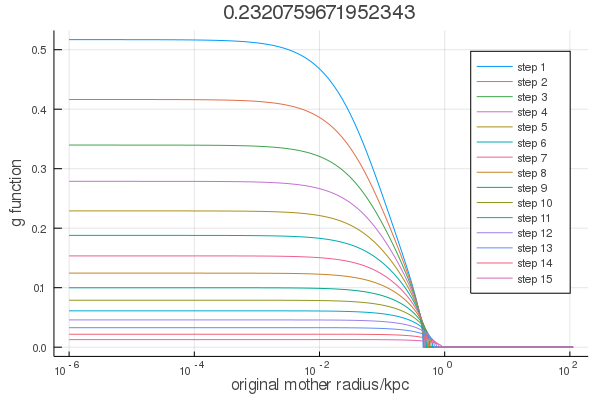 0.2320759671952343
g function
0.5
0.4
0.3
0.2
01
0.0
step 1
step 2
step 3
step 4
step 5
step 6
step 7
step 8
step 9
step 10
step 11
step 12
step 13
step 14
step 15
10^-6
10^-4
10^-2
10^0
10^2
original mother radius/kpc